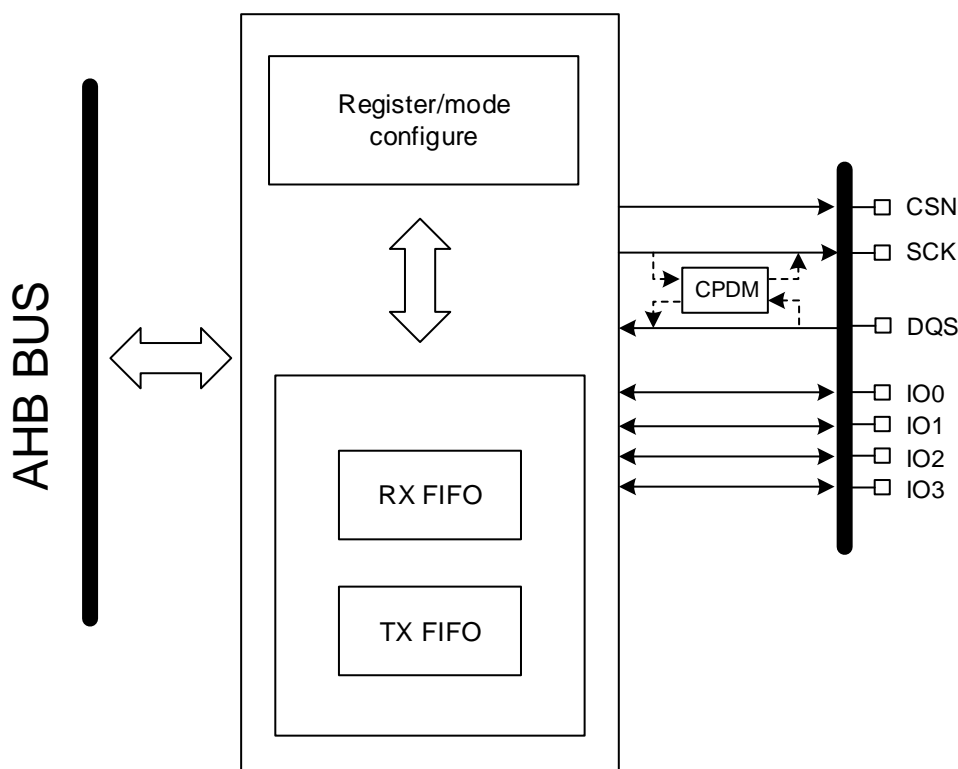 AHB BUS
Register/mode
configure
RX FIFO
TX FIFO
CPDM
CSN
SCK
DQS
IO0
IO1
IO2
IO3